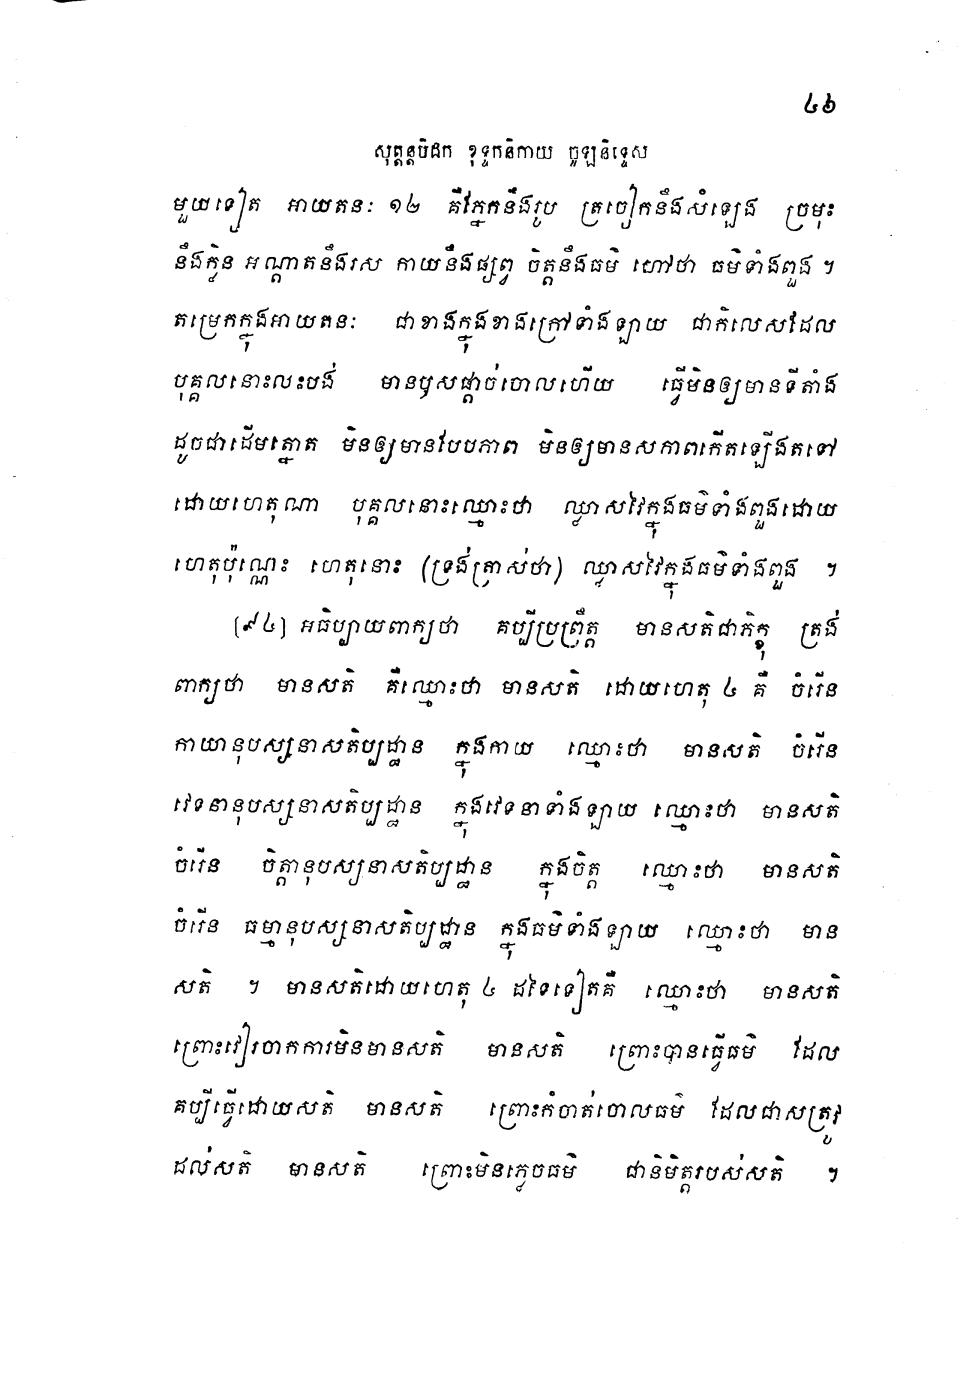 ៤៦
សុត្តន្តបិដក ខុទ្ទកនិកាយ ចូឡនិទ្ទេស
មួយទៀត អាយតនៈ ១២ គឺភ្នែកនឹងរូប ត្រចៀកនឹងសំឡេង ច្រមុះ
នឹងក្លិន អណ្តាតនឹងរស កាយនឹងផ្សព្វ ចិត្តនឹងធម៌ ហៅថា ធម៌ទាំងពួង ។
តម្រេកក្នុងអាយតនៈ ជាខាងក្នុងខាងក្រៅទាំងឡាយ ជាកិលេសដែល
បុគ្គលនោះលះបង់ មានឫសផ្តាច់ចោលហើយ ធ្វើមិនឲ្យមានទីតាំង
ដូចជាដើមត្នោត មិនឲ្យមានបែបភាព មិនឲ្យមានសភាពកើតឡើងតទៅ
ដោយហេតុណា បុគ្គលនោះឈ្មោះថា ឈ្លាសវៃក្នុងធម៌ទាំងពួងដោយ
ហេតុប៉ុណ្ណេះ ហេតុនោះ (ទ្រង់ត្រាស់ថា) ឈ្លាសវៃក្នុងធម៌ទាំងពួង ។
(៩៤) អធិប្បាយពាក្យថា គប្បីប្រព្រឹត្ត មានសតិជាភិក្ខុ ត្រង់
ពាក្យថា មានសតិ គឺឈ្មោះថា មានសតិ ដោយហេតុ ៤ គឺ ចំរើន
កាយានុបស្សនាសតិប្បដ្ឋាន ក្នុងកាយ ឈ្មោះថា មានសតិ ចំរើន
វេទនានុបស្សនាសតិប្បដ្ឋាន ក្នុងវេទនាទាំងឡាយ ឈ្មោះថា មានសតិ
ចំរើន ចិត្តានុបស្សនាសតិប្បដ្ឋាន ក្នុងចិត្ត ឈ្មោះថា មានសតិ
ចំរើន ធម្មានុបស្សនាសតិប្បដ្ឋាន ក្នុងធម៌ទាំងឡាយ ឈ្មោះថា មាន
សតិ ។ មានសតិដោយហេតុ ៤ ដទៃទៀតគឺ ឈ្មោះថា មានសតិ
ព្រោះវៀរចាកការមិនមានសតិ មានសតិ ព្រោះបានធ្វើធម៌ ដែល
គប្បីធ្វើដោយសតិ មានសតិ ព្រោះកំចាត់ចោលធម៌ ដែលជាសត្រូវ
ដល់សតិ មានសតិ ព្រោះមិនភ្លេចធម៌ ជានិមិត្តរបស់សតិ ។